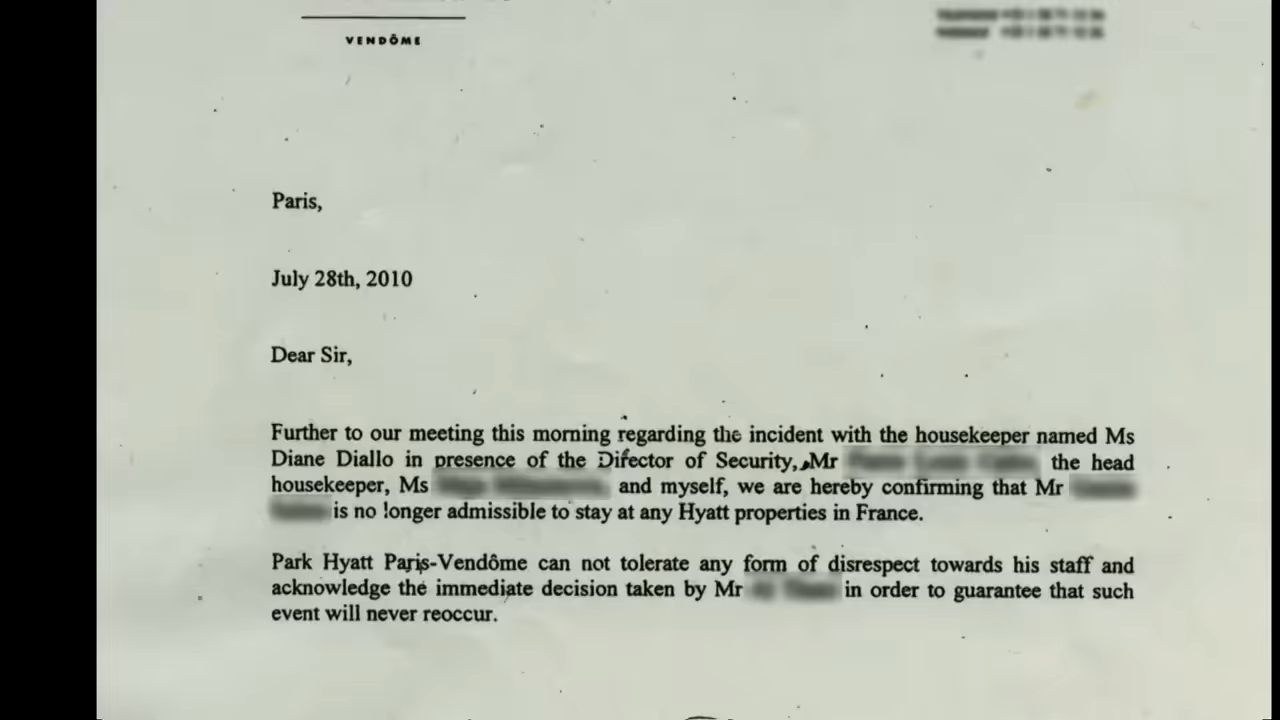 VENDÔME
Paris,
July 28th, 2010
Dear Sir,
Further to our meeting this morning regarding the incident with the housekeeper named Ms
Diane Diallo in presence of the Director of Security, Mr the head
housekeeper, Ms and myself, we are hereby confirming that Mr
is no longer admissible to stay at any Hyatt properties in France.
Park Hyatt Paris-Vendôme can not tolerate any form of disrespect towards his staff and
acknowledge the immediate decision taken by Mr in order to guarantee that such
event will never reoccur.